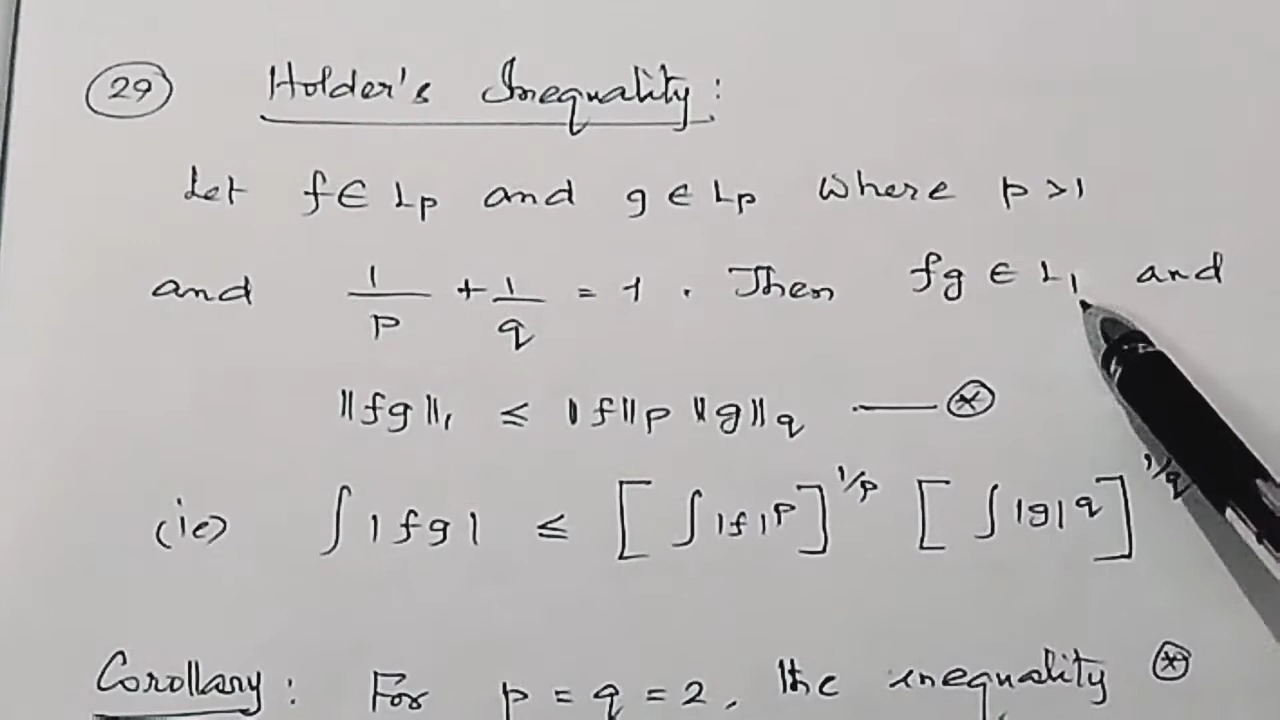 29 Holder's Inequality:
Let f ∈ Lp and g ∈ Lp where p > 1
and 1/p + 1/q = 1. Then fg ∈ L1 and
||fg||1 ≤ ||f||p ||g||q —— ⊛
(ie) ∫ |fg| ≤ [∫|f|^p]^1/p [∫|g|^q]^1/q
Corollary: For p = q = 2, the inequality ⊛